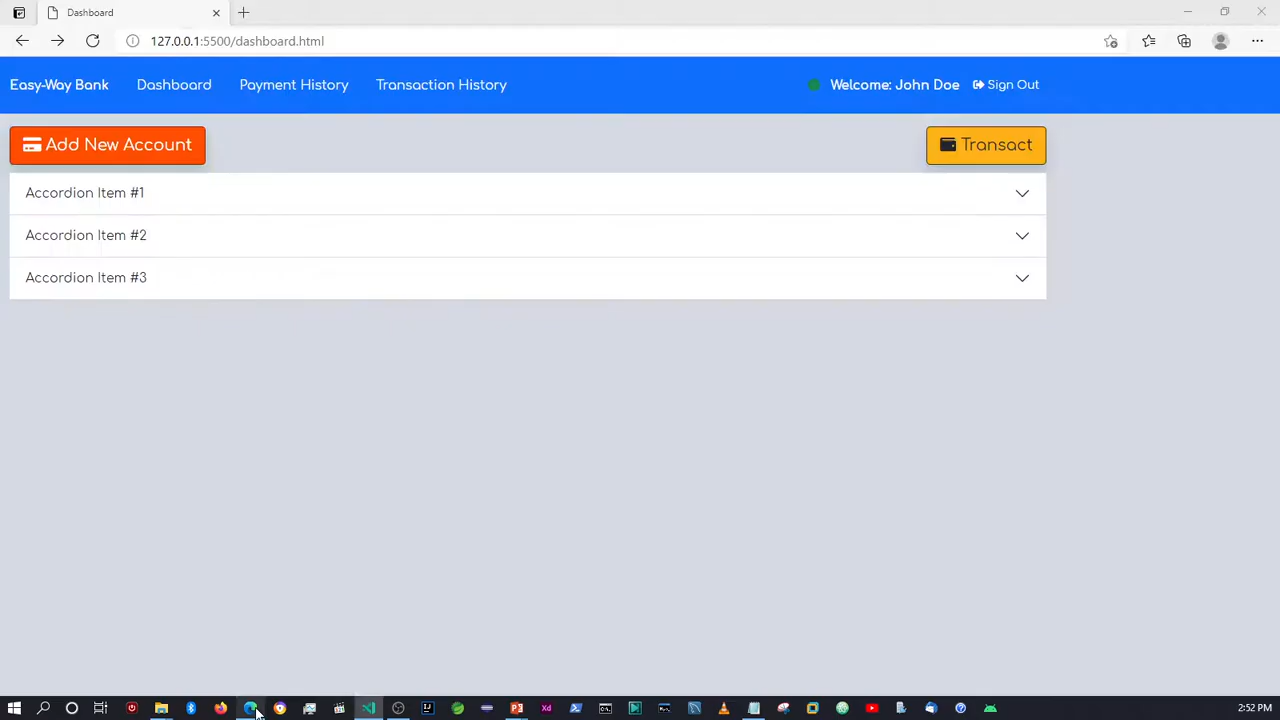 Dashboard
127.0.0.1:5500/dashboard.html
Easy-Way Bank Dashboard Payment History Transaction History Welcome: John Doe Sign Out
Add New Account Transact
Accordion Item #1
Accordion Item #2
Accordion Item #3
2:52 PM